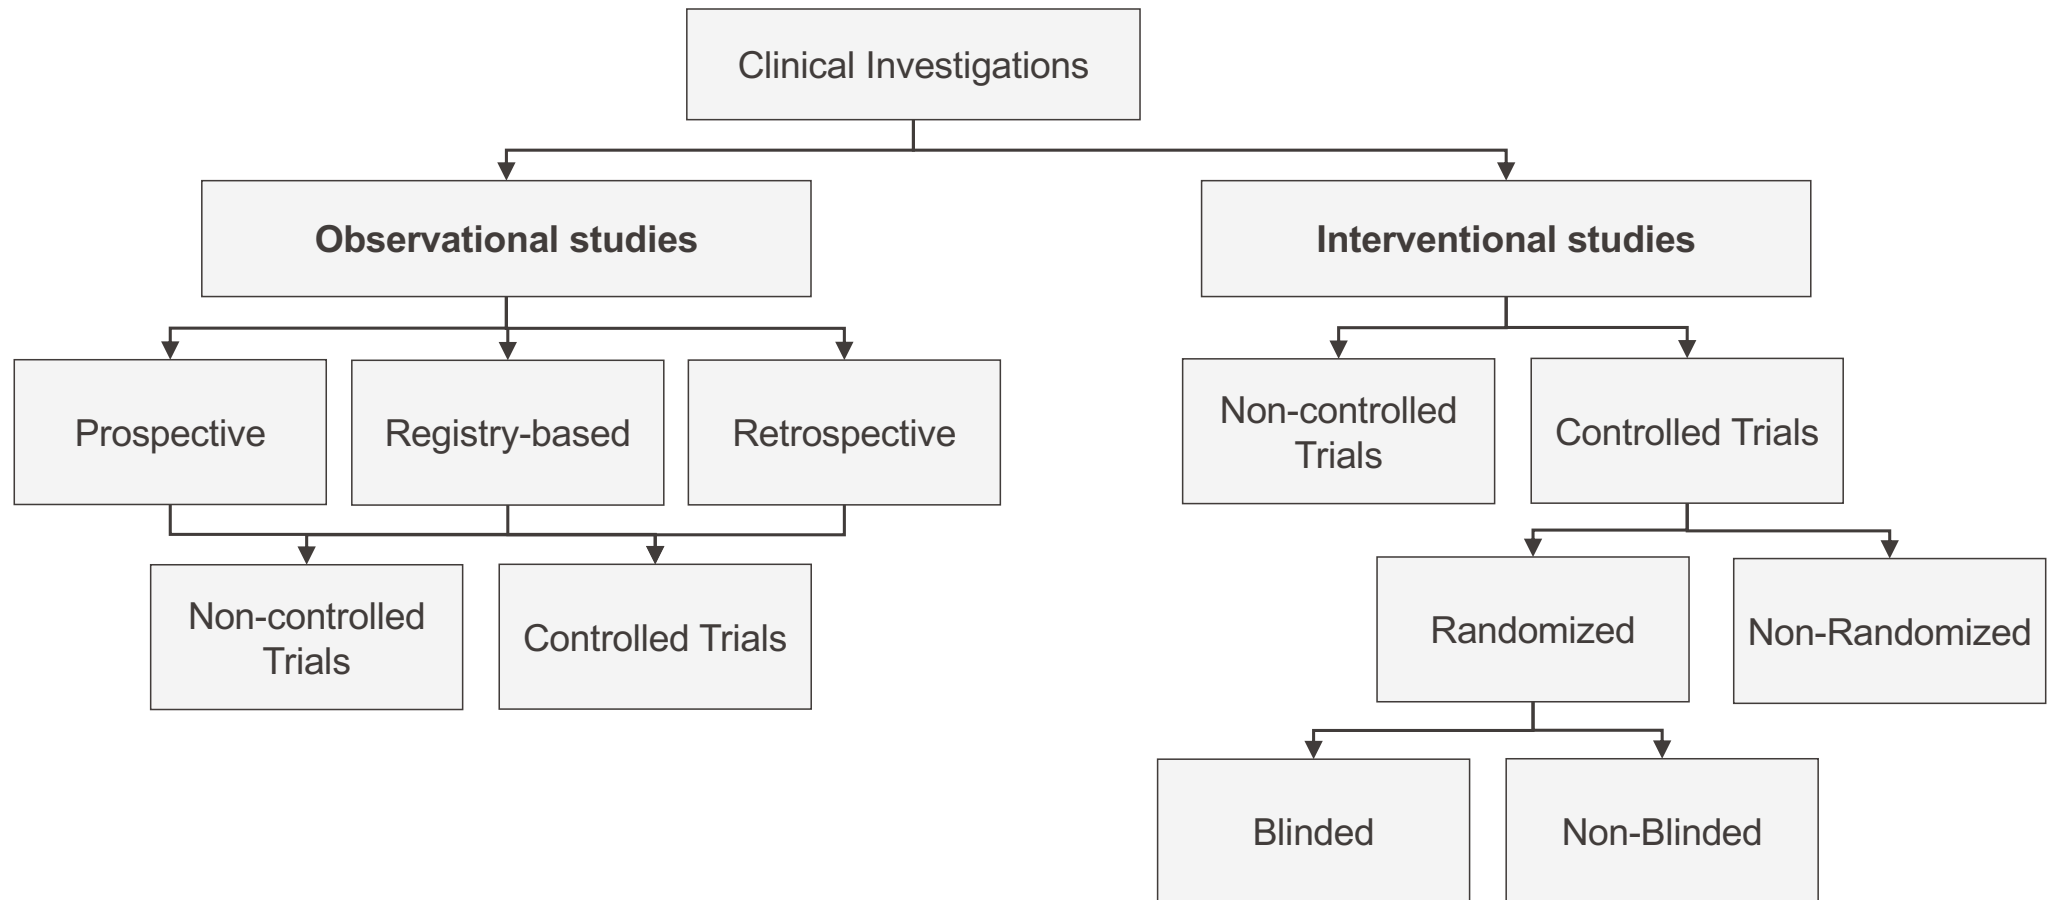 Clinical Investigations
Observational studies
Interventional studies
Prospective
Registry-based
Retrospective
Non-controlled
Trials
Controlled Trials
Non-controlled
Trials
Controlled Trials
Randomized
Non-Randomized
Blinded
Non-Blinded